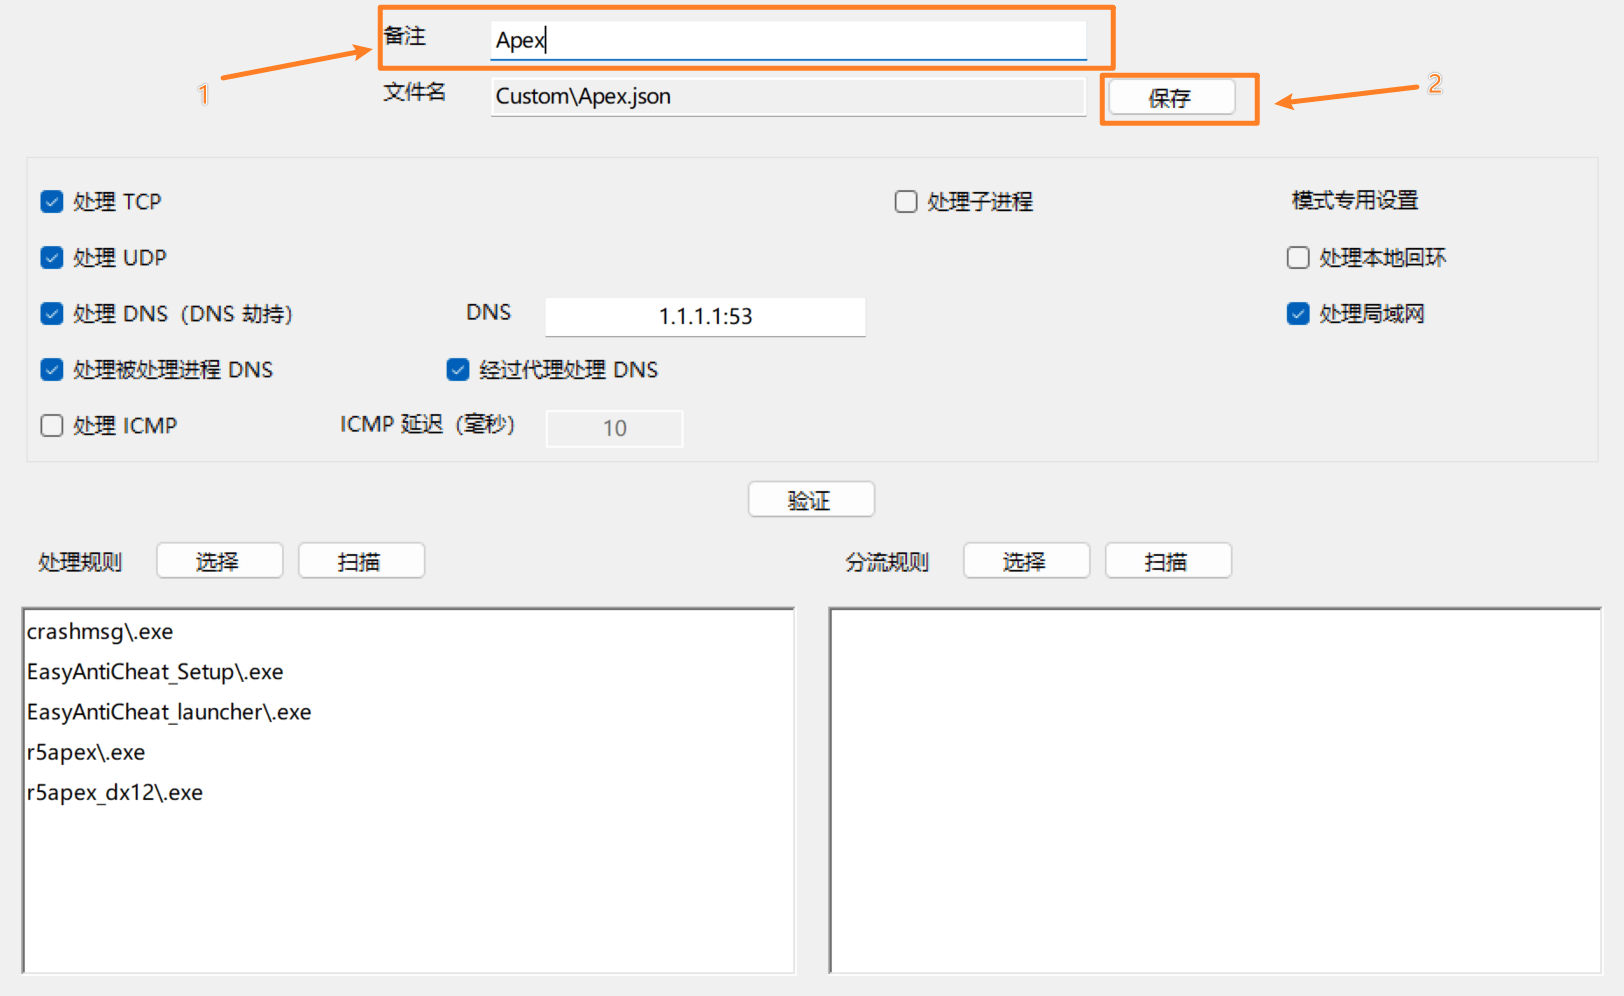 备注 Apex
1
文件名 Custom\Apex.json 保存
2
处理 TCP 处理子进程 模式专用设置
处理 UDP 处理本地回环
处理 DNS（DNS 劫持） DNS 1.1.1.1:53 处理局域网
处理被处理进程 DNS 经过代理处理 DNS
处理 ICMP ICMP 延迟（毫秒） 10
验证
处理规则 选择 扫描 分流规则 选择 扫描
crashmsg\.exe
EasyAntiCheat_Setup\.exe
EasyAntiCheat_launcher\.exe
r5apex\.exe
r5apex_dx12\.exe